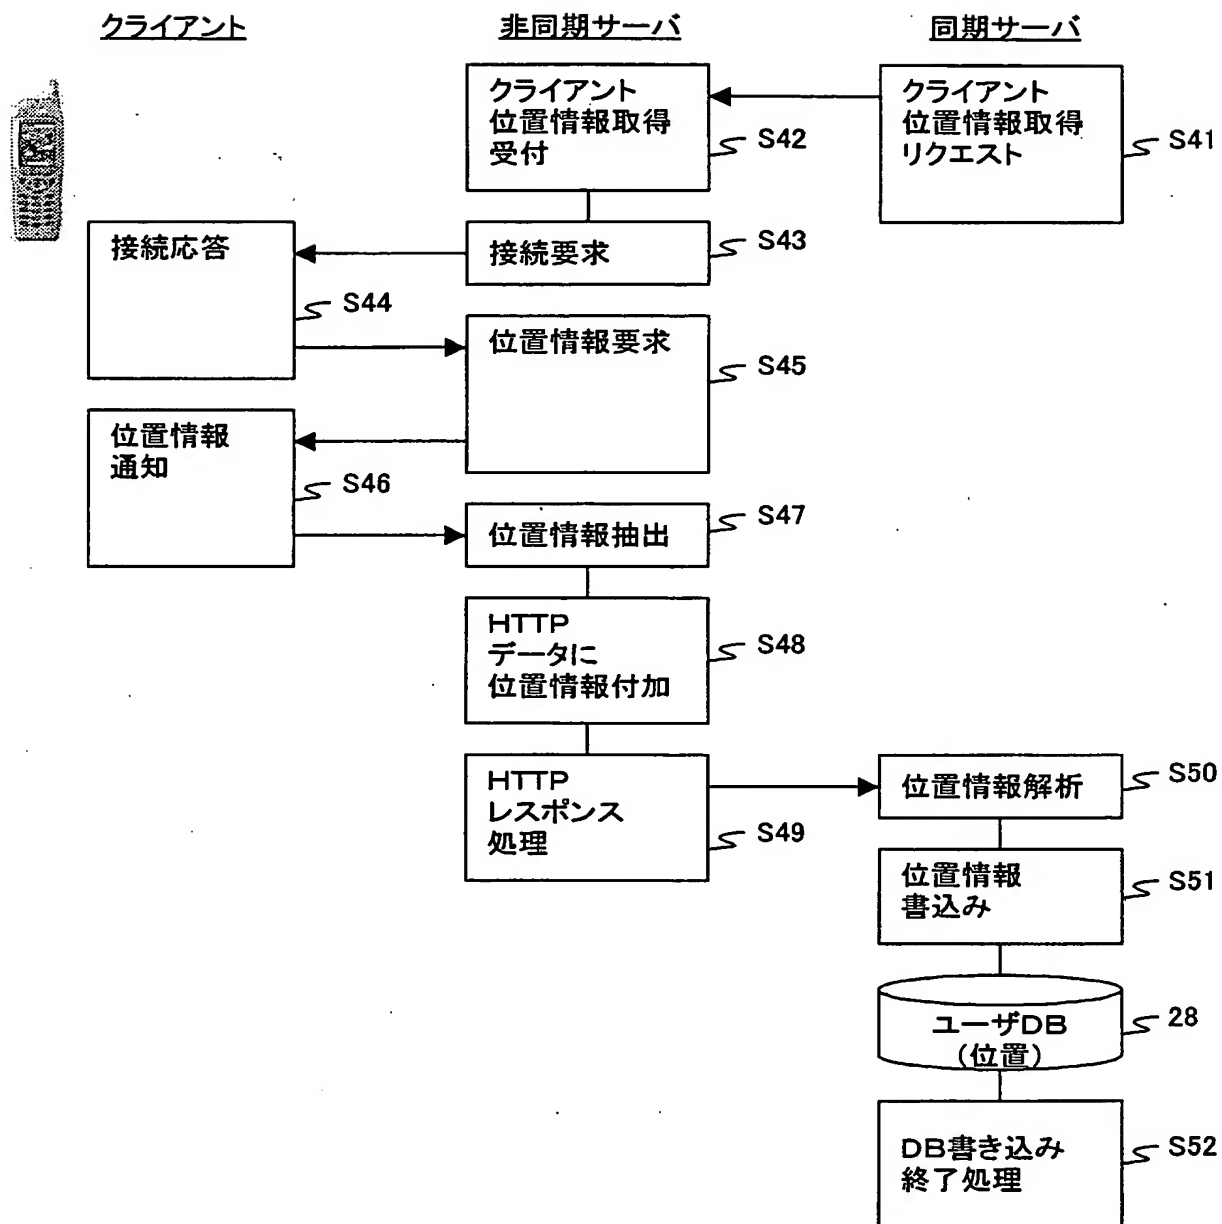 クライアント
非同期サーバ
同期サーバ
クライアント
位置情報取得
受付
S42
クライアント
位置情報取得
リクエスト
S41
接続応答
S44
接続要求
S43
位置情報要求
S45
位置情報
通知
S46
位置情報抽出
S47
HTTP
データに
位置情報付加
S48
HTTP
レスポンス
処理
S49
位置情報解析
S50
位置情報
書込み
S51
ユーザDB
(位置)
28
DB書き込み
終了処理
S52